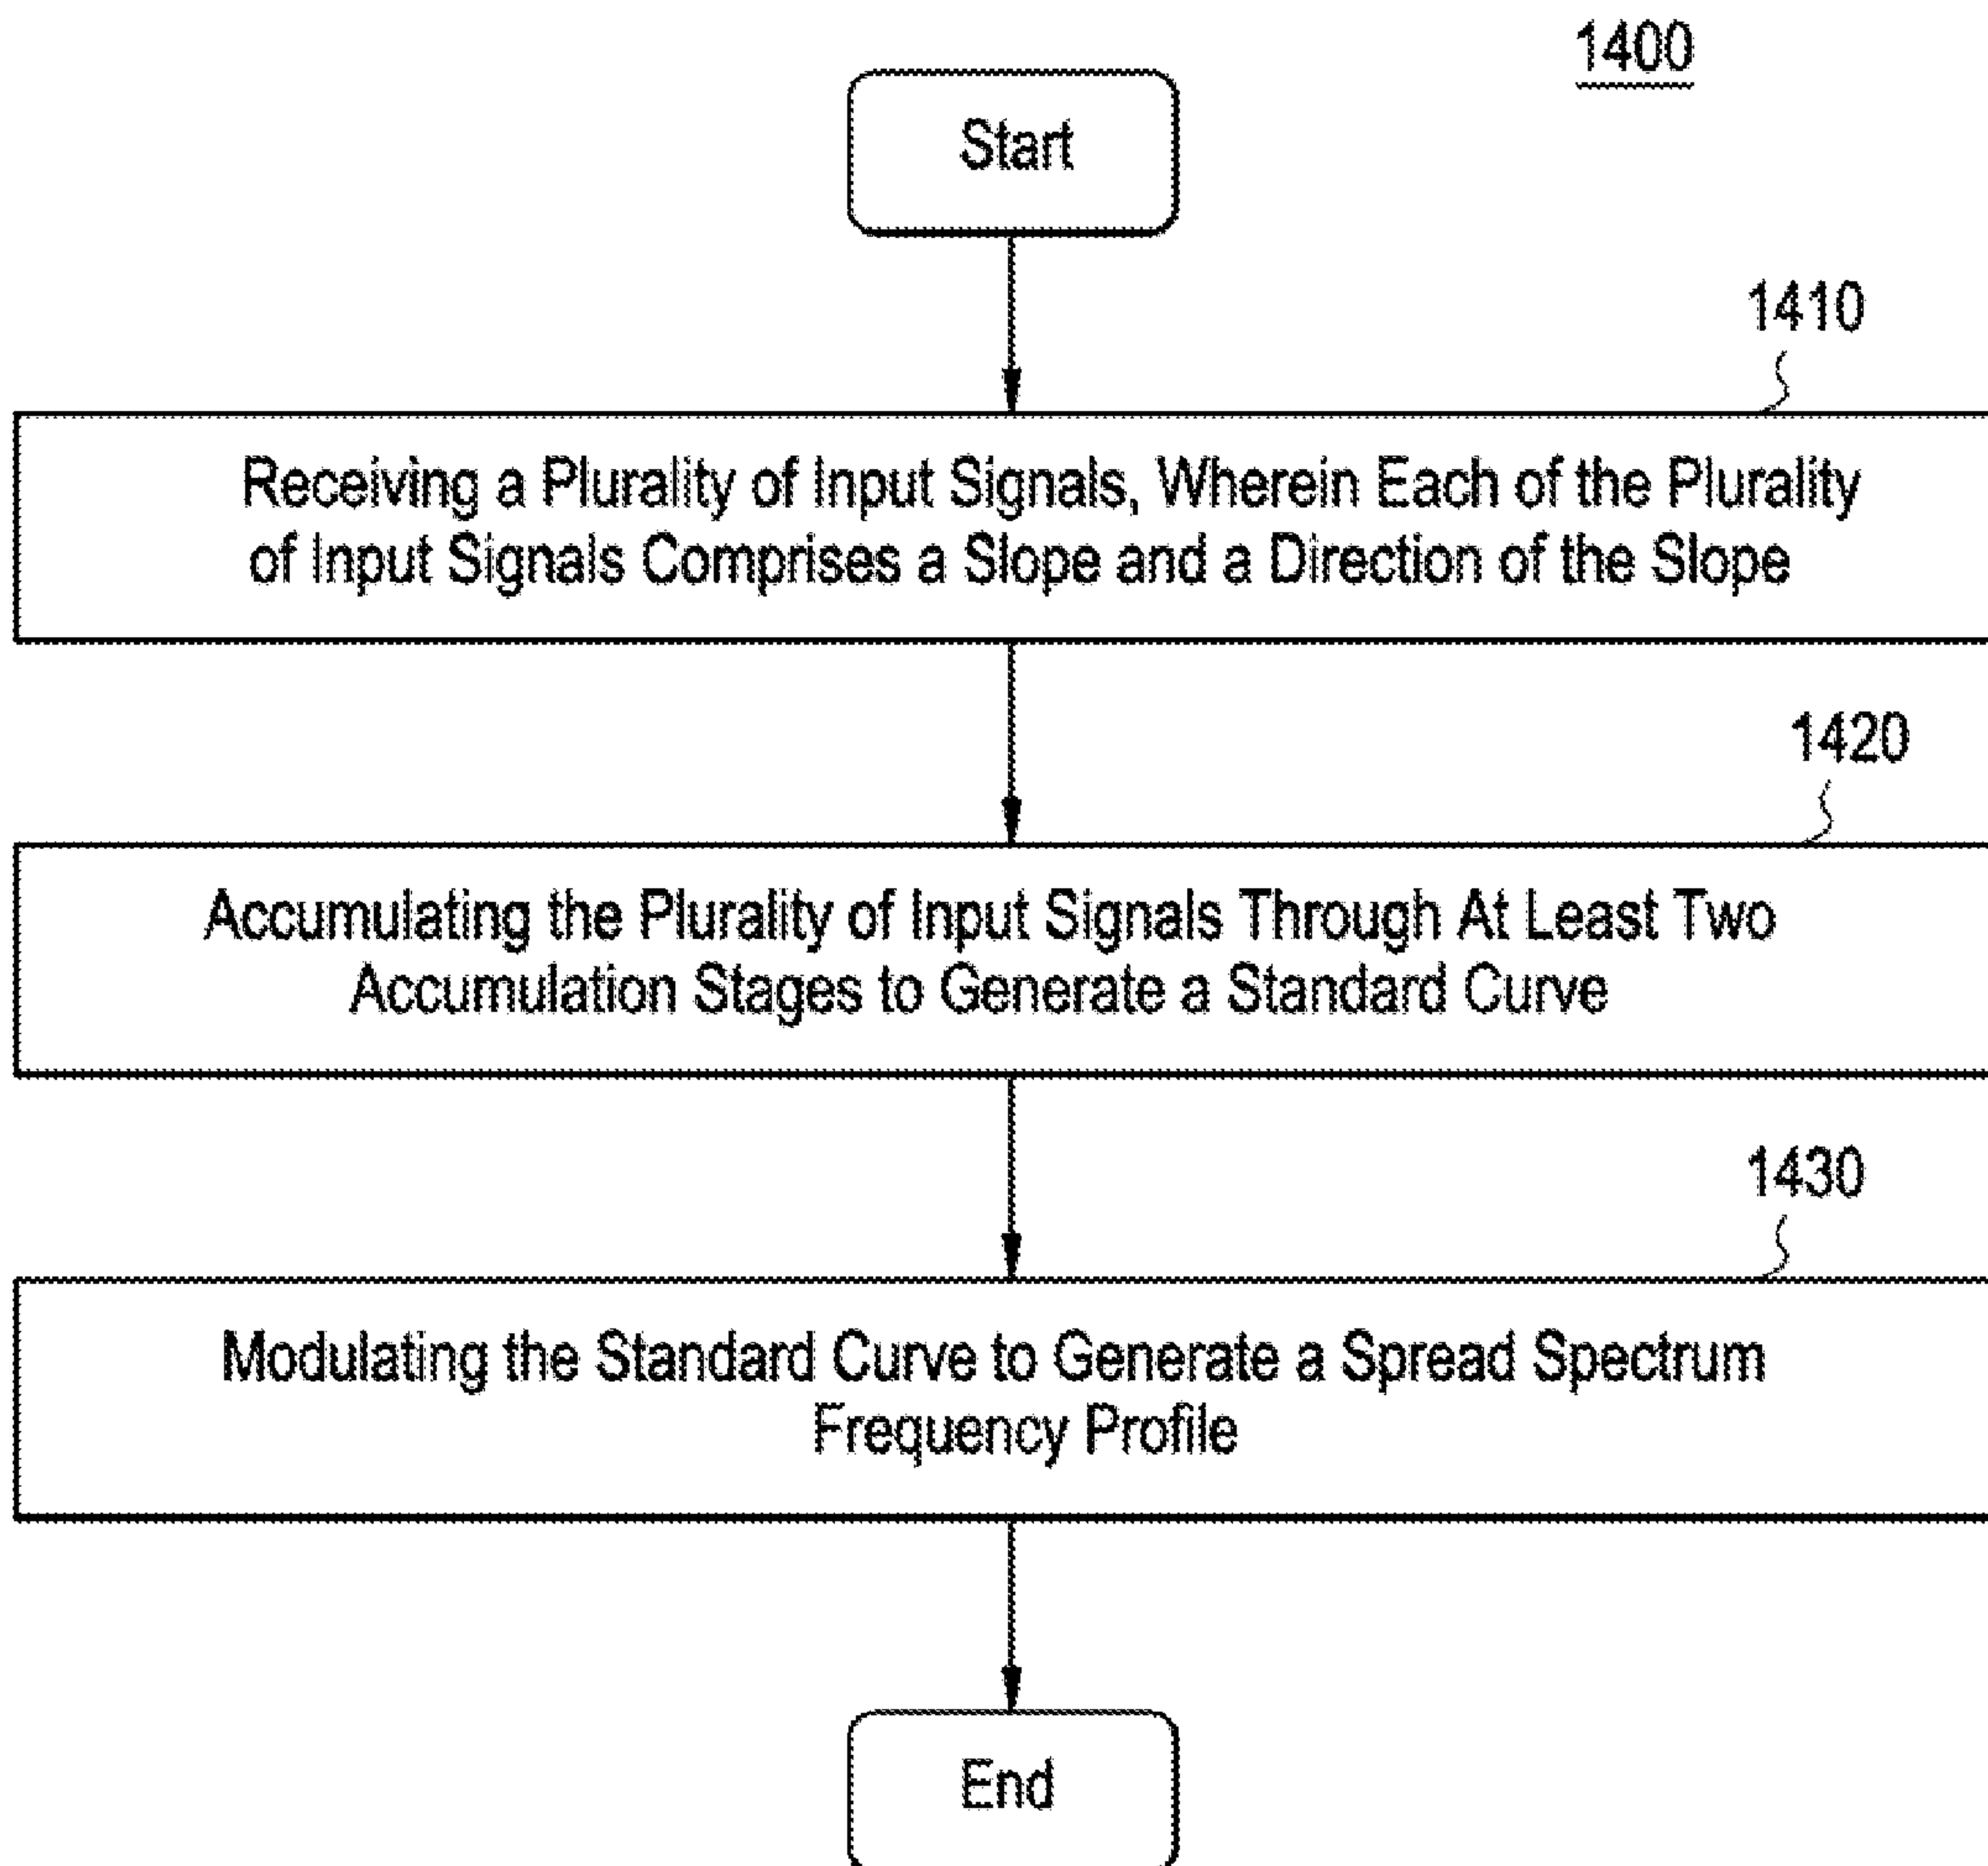 1400
Start
1410
Receiving a Plurality of Input Signals, Wherein Each of the Plurality
of Input Signals Comprises a Slope and a Direction of the Slope
1420
Accumulating the Plurality of Input Signals Through At Least Two
Accumulation Stages to Generate a Standard Curve
1430
Modulating the Standard Curve to Generate a Spread Spectrum
Frequency Profile
End